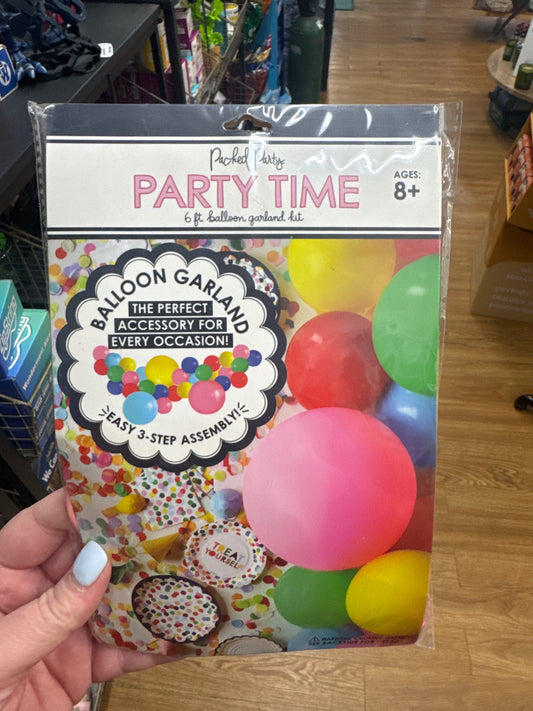 Packed Party
PARTY TIME
6 ft. balloon garland kit
AGES:
8+
BALLOON GARLAND
THE PERFECT
ACCESSORY FOR
EVERY OCCASION!
EASY 3-STEP ASSEMBLY!
TREAT
YOURSELF